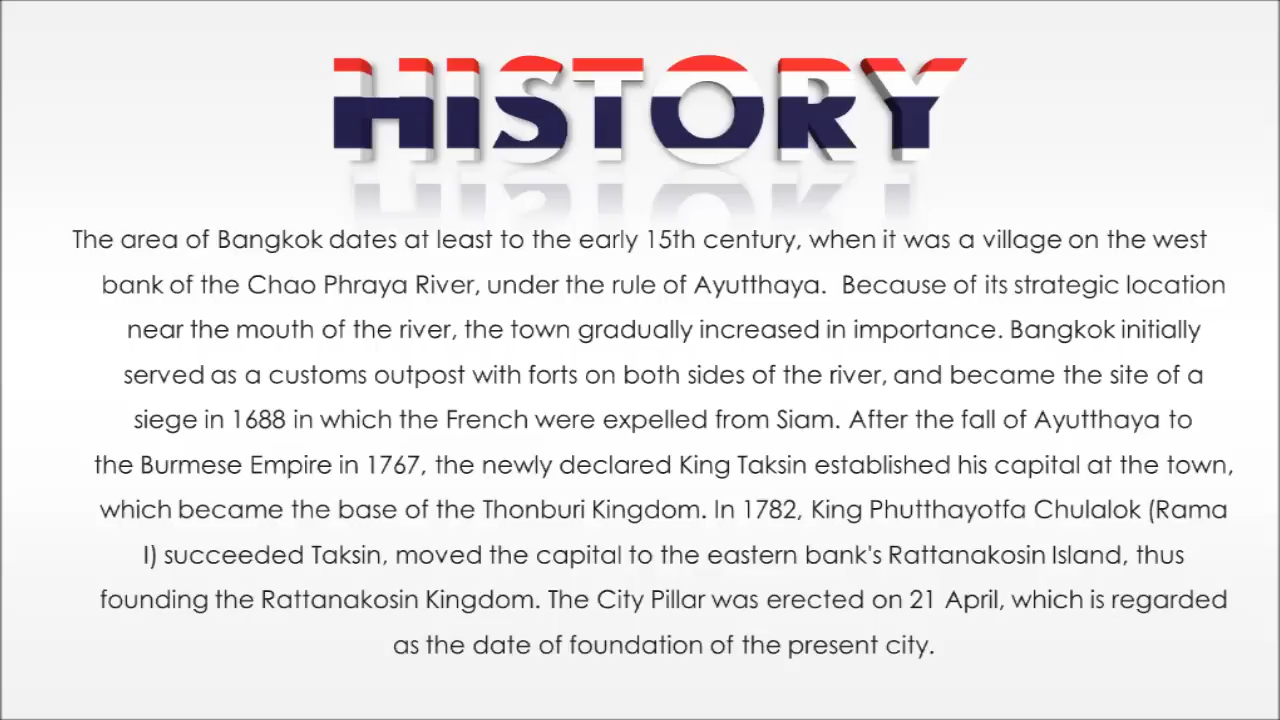 HISTORY
The area of Bangkok dates at least to the early 15th century, when it was a village on the west
bank of the Chao Phraya River, under the rule of Ayutthaya.  Because of its strategic location
near the mouth of the river, the town gradually increased in importance. Bangkok initially
served as a customs outpost with forts on both sides of the river, and became the site of a
siege in 1688 in which the French were expelled from Siam. After the fall of Ayutthaya to
the Burmese Empire in 1767, the newly declared King Taksin established his capital at the town,
which became the base of the Thonburi Kingdom. In 1782, King Phutthayotfa Chulalok (Rama
I) succeeded Taksin, moved the capital to the eastern bank's Rattanakosin Island, thus
founding the Rattanakosin Kingdom. The City Pillar was erected on 21 April, which is regarded
as the date of foundation of the present city.